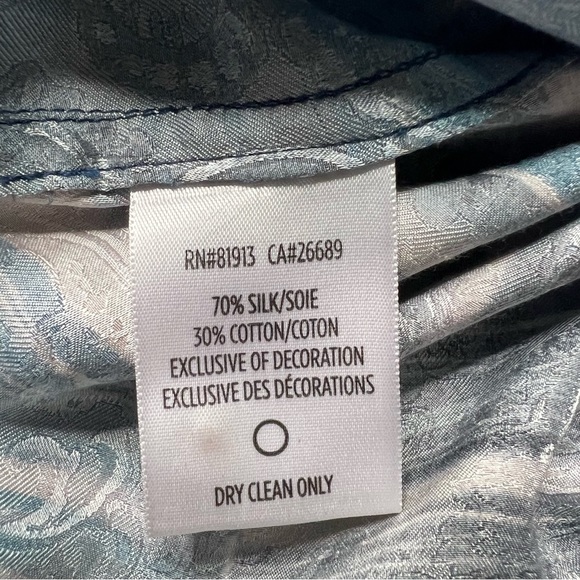 RN#81913 CA#26689
70% SILK/SOIE
30% COTTON/COTON
EXCLUSIVE OF DECORATION
EXCLUSIVE DES DÉCORATIONS
DRY CLEAN ONLY